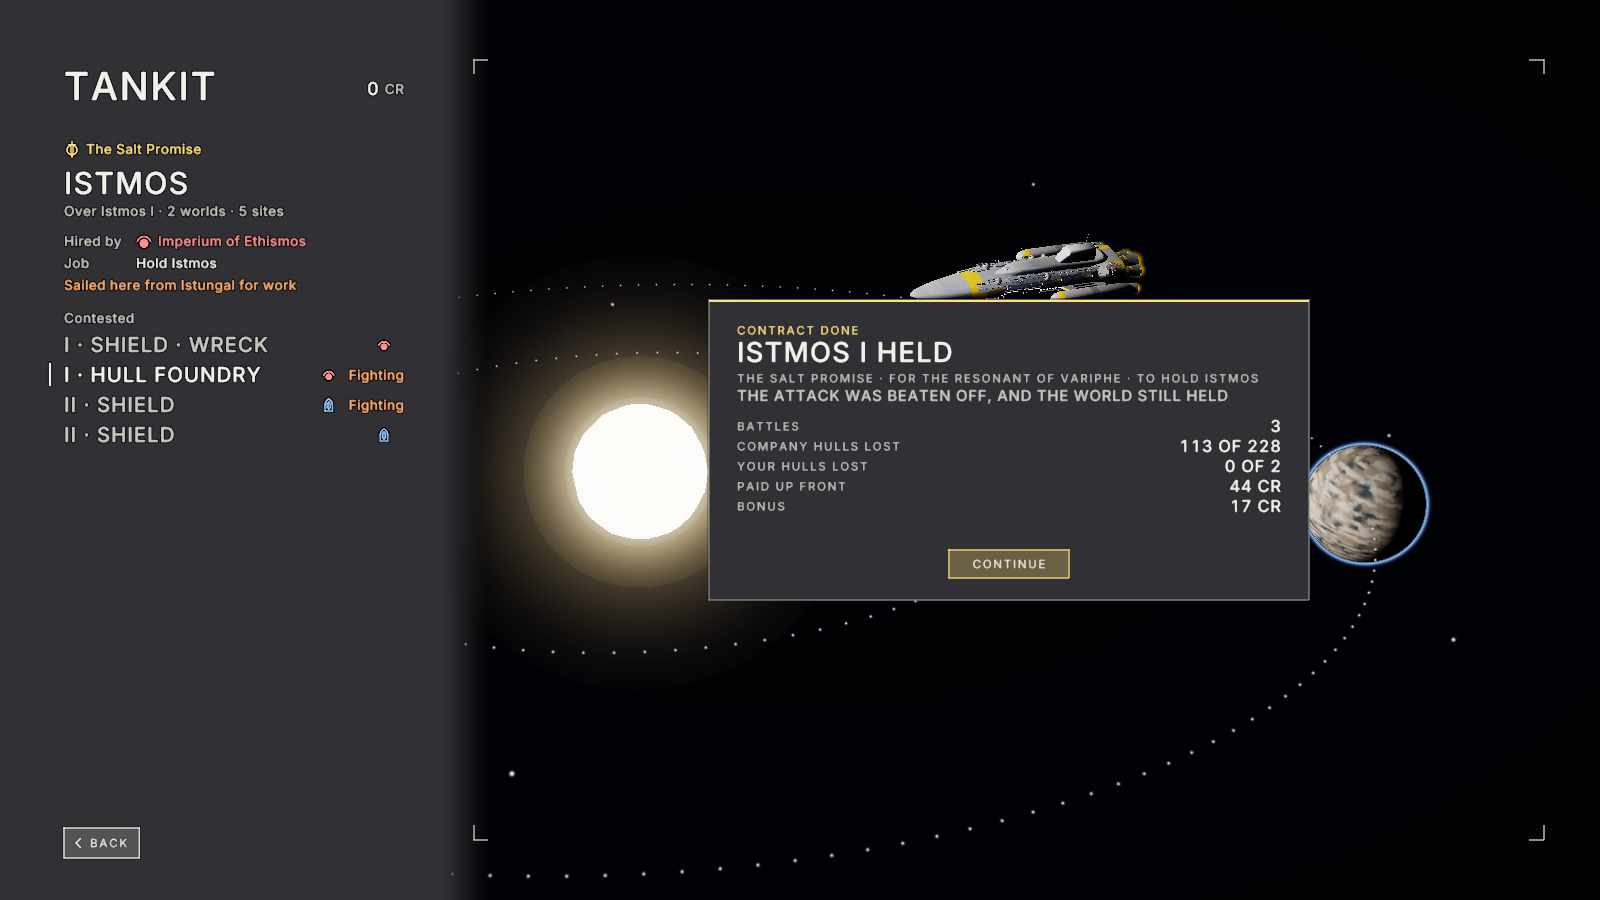 TANKIT
0 CR
The Salt Promise
ISTMOS
Over Istmos I · 2 worlds · 5 sites
Hired by Imperium of Ethismos
Job Hold Istmos
Sailed here from Istungal for work
Contested
I · SHIELD · WRECK
I · HULL FOUNDRY Fighting
II · SHIELD Fighting
II · SHIELD
BACK
CONTRACT DONE
ISTMOS I HELD
THE SALT PROMISE · FOR THE RESONANT OF VARIPHE · TO HOLD ISTMOS
THE ATTACK WAS BEATEN OFF, AND THE WORLD STILL HELD
BATTLES 3
COMPANY HULLS LOST 113 OF 228
YOUR HULLS LOST 0 OF 2
PAID UP FRONT 44 CR
BONUS 17 CR
CONTINUE